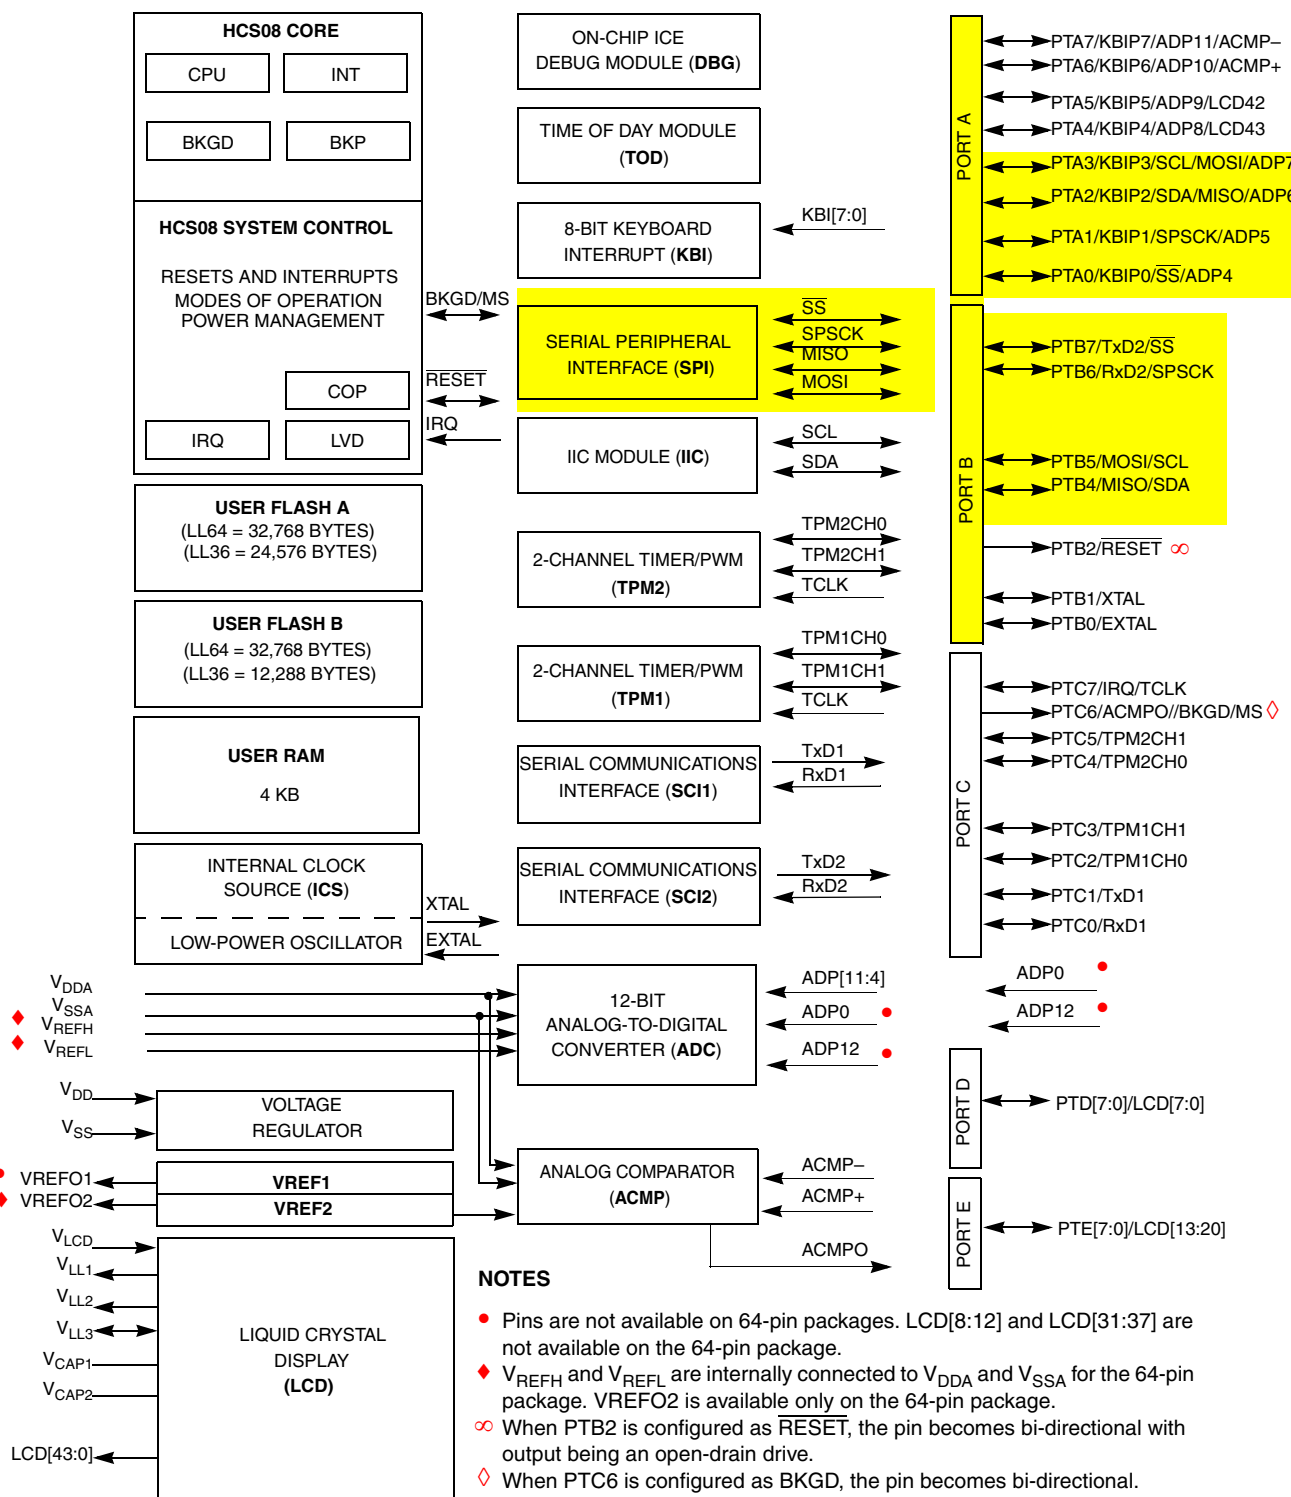 HCS08 CORE
CPU
INT
BKGD
BKP
HCS08 SYSTEM CONTROL
RESETS AND INTERRUPTS
MODES OF OPERATION
POWER MANAGEMENT
COP
IRQ
LVD
BKGD/MS
RESET
IRQ
USER FLASH A
(LL64 = 32,768 BYTES)
(LL36 = 24,576 BYTES)
USER FLASH B
(LL64 = 32,768 BYTES)
(LL36 = 12,288 BYTES)
USER RAM
4 KB
INTERNAL CLOCK
SOURCE (ICS)
LOW-POWER OSCILLATOR
XTAL
EXTAL
VDDA
VSSA
♦ VREFH
♦ VREFL
VDD
VSS
VOLTAGE
REGULATOR
• VREFO1
♦ VREFO2
VREF1
VREF2
VLCD
VLL1
VLL2
VLL3
VCAP1
VCAP2
LCD[43:0]
LIQUID CRYSTAL
DISPLAY
(LCD)
ON-CHIP ICE
DEBUG MODULE (DBG)
TIME OF DAY MODULE
(TOD)
8-BIT KEYBOARD
INTERRUPT (KBI)
KBI[7:0]
SERIAL PERIPHERAL
INTERFACE (SPI)
SS
SPSCK
MISO
MOSI
IIC MODULE (IIC)
SCL
SDA
2-CHANNEL TIMER/PWM
(TPM2)
TPM2CH0
TPM2CH1
TCLK
2-CHANNEL TIMER/PWM
(TPM1)
TPM1CH0
TPM1CH1
TCLK
SERIAL COMMUNICATIONS
INTERFACE (SCI1)
TxD1
RxD1
SERIAL COMMUNICATIONS
INTERFACE (SCI2)
TxD2
RxD2
12-BIT
ANALOG-TO-DIGITAL
CONVERTER (ADC)
ADP[11:4]
ADP0 •
ADP12 •
ANALOG COMPARATOR
(ACMP)
ACMP–
ACMP+
ACMPO
PORT A
PTA7/KBIP7/ADP11/ACMP–
PTA6/KBIP6/ADP10/ACMP+
PTA5/KBIP5/ADP9/LCD42
PTA4/KBIP4/ADP8/LCD43
PTA3/KBIP3/SCL/MOSI/ADP7
PTA2/KBIP2/SDA/MISO/ADP6
PTA1/KBIP1/SPSCK/ADP5
PTA0/KBIP0/SS/ADP4
PORT B
PTB7/TxD2/SS
PTB6/RxD2/SPSCK
PTB5/MOSI/SCL
PTB4/MISO/SDA
PTB2/RESET ∞
PTB1/XTAL
PTB0/EXTAL
PORT C
PTC7/IRQ/TCLK
PTC6/ACMPO//BKGD/MS ◊
PTC5/TPM2CH1
PTC4/TPM2CH0
PTC3/TPM1CH1
PTC2/TPM1CH0
PTC1/TxD1
PTC0/RxD1
ADP0 •
ADP12 •
PORT D
PTD[7:0]/LCD[7:0]
PORT E
PTE[7:0]/LCD[13:20]
NOTES
• Pins are not available on 64-pin packages. LCD[8:12] and LCD[31:37] are
not available on the 64-pin package.
♦ VREFH and VREFL are internally connected to VDDA and VSSA for the 64-pin
package. VREFO2 is available only on the 64-pin package.
∞ When PTB2 is configured as RESET, the pin becomes bi-directional with
output being an open-drain drive.
◊ When PTC6 is configured as BKGD, the pin becomes bi-directional.